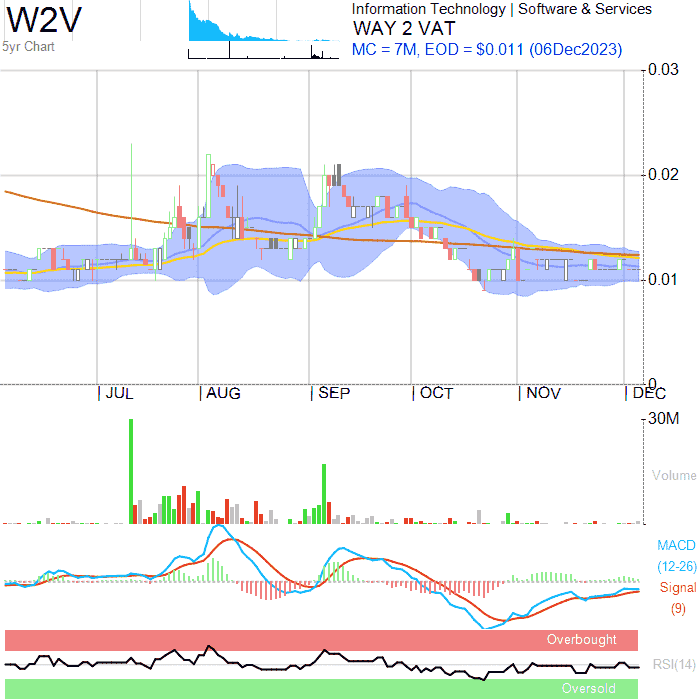 W2V
5yr Chart
Information Technology | Software & Services
WAY 2 VAT
MC = 7M, EOD = $0.011 (06Dec2023)
0.03
0.02
0.01
0
JUL AUG SEP OCT NOV DEC
30M
Volume
MACD
(12-26)
Signal
(9)
Overbought
RSI(14)
Oversold